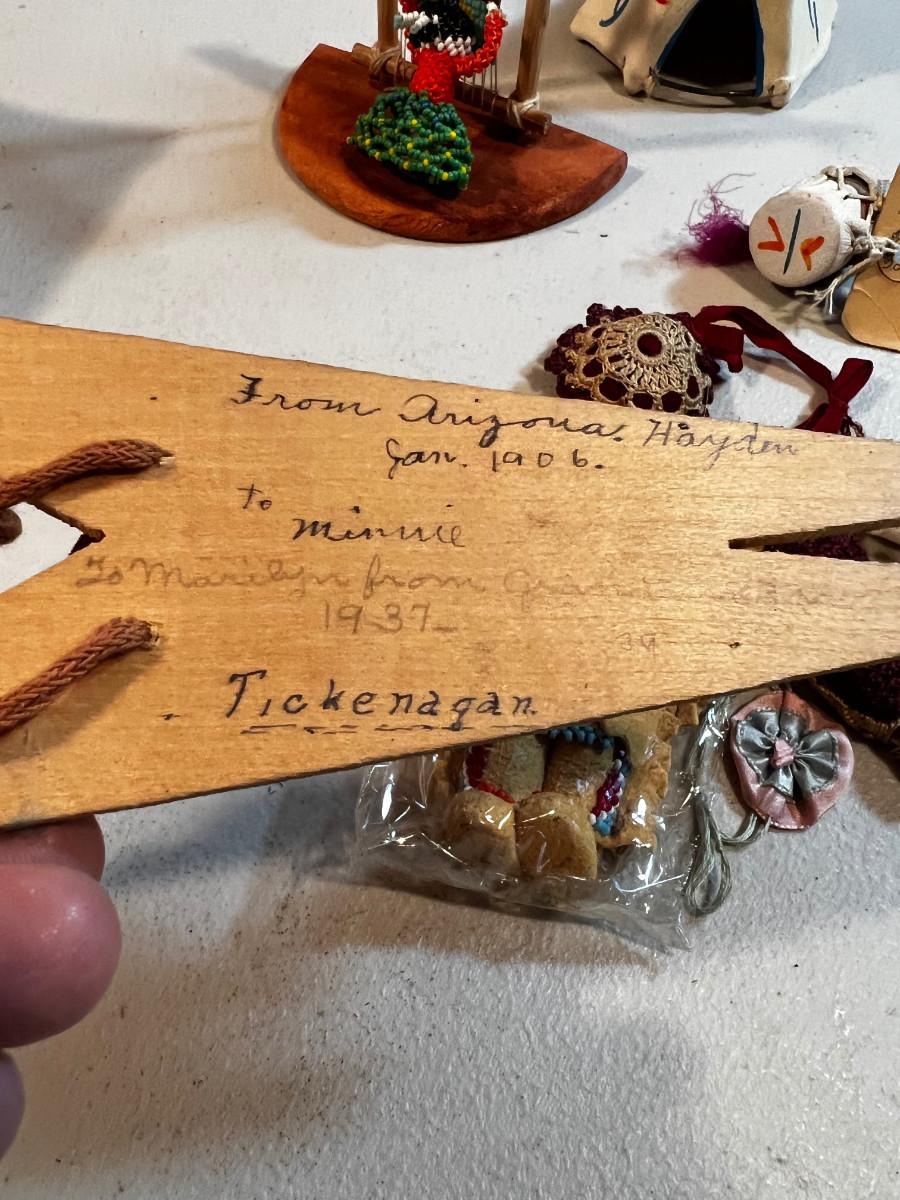 From Arizona. Hayden
Jan. 1906.
to
Minnie
To Marilyn from
1937
Tickenagan